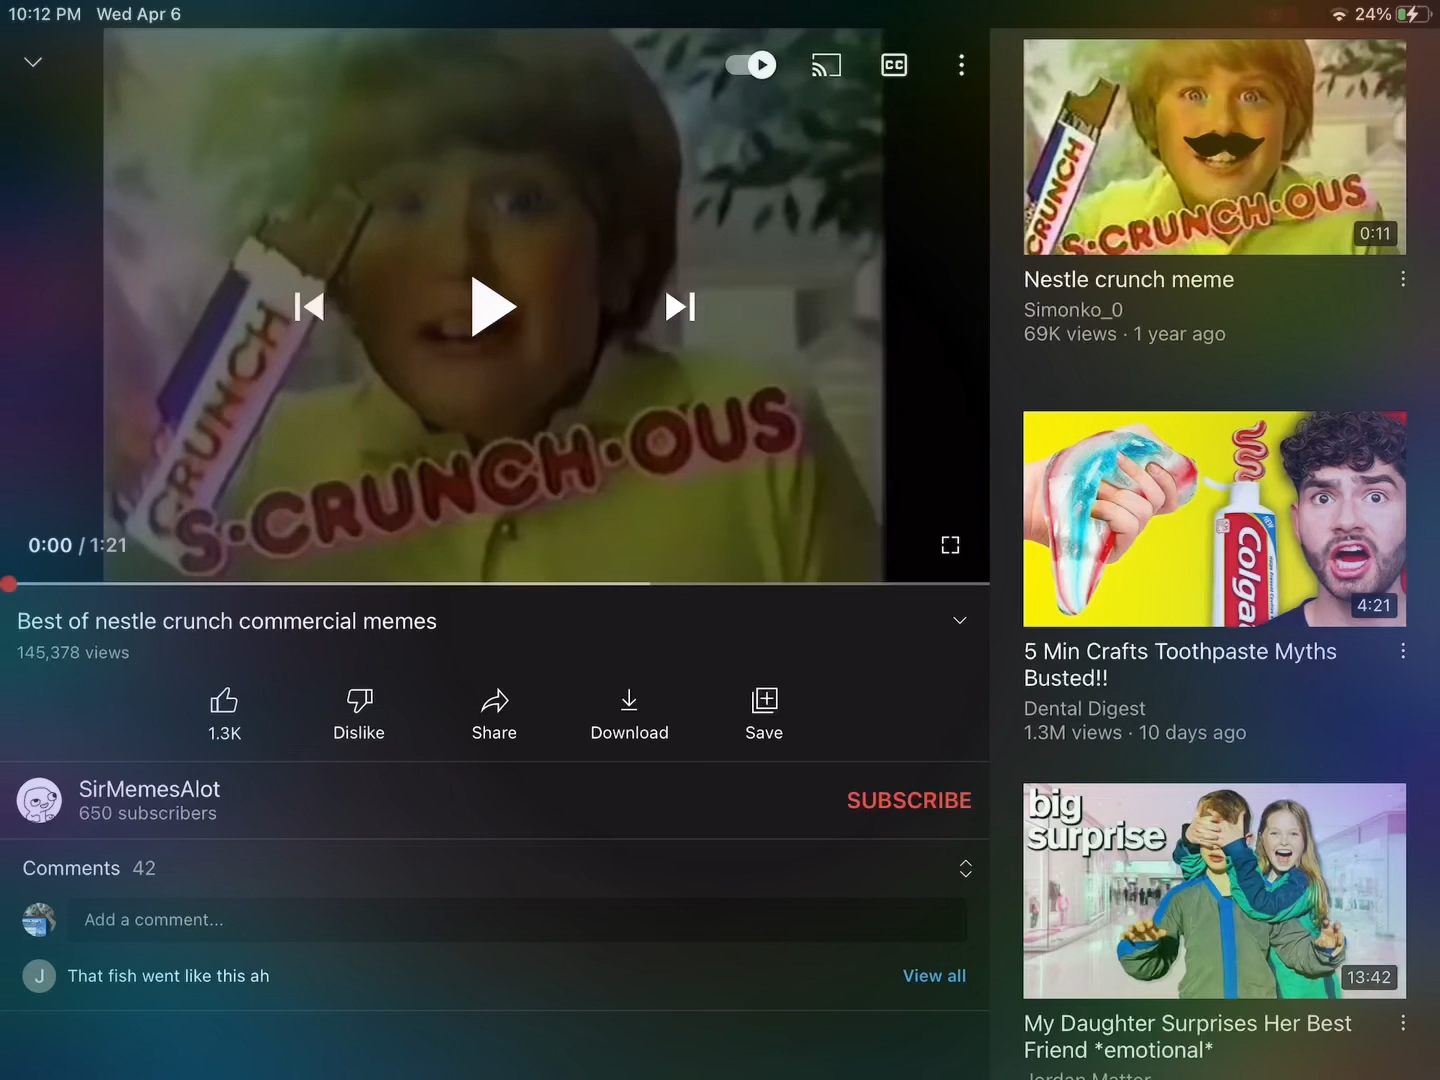 10:12 PM Wed Apr 6
24%
CC
CRUNCH
S·CRUNCH·OUS
0:00 / 1:21
Best of nestle crunch commercial memes
145,378 views
1.3K
Dislike
Share
Download
Save
SirMemesAlot
650 subscribers
SUBSCRIBE
Comments 42
Add a comment...
J
That fish went like this ah
View all
CRUNCH
S·CRUNCH·OUS
0:11
Nestle crunch meme
Simonko_0
69K views · 1 year ago
Colga
4:21
5 Min Crafts Toothpaste Myths
Busted!!
Dental Digest
1.3M views · 10 days ago
big
surprise
13:42
My Daughter Surprises Her Best
Friend *emotional*
Jordan Matter